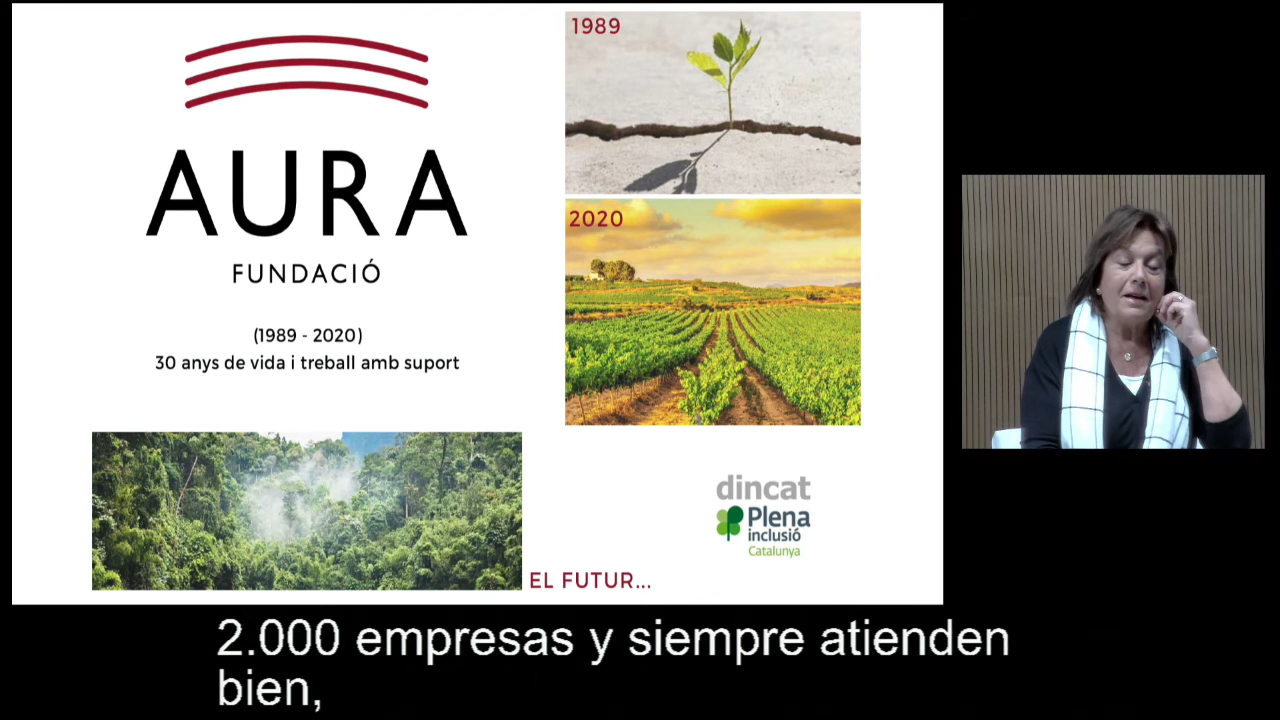 AURA
FUNDACIÓ
(1989 - 2020)
30 anys de vida i treball amb suport
1989
2020
dincat
Plena
inclusió
Catalunya
EL FUTUR...
2.000 empresas y siempre atienden
bien,